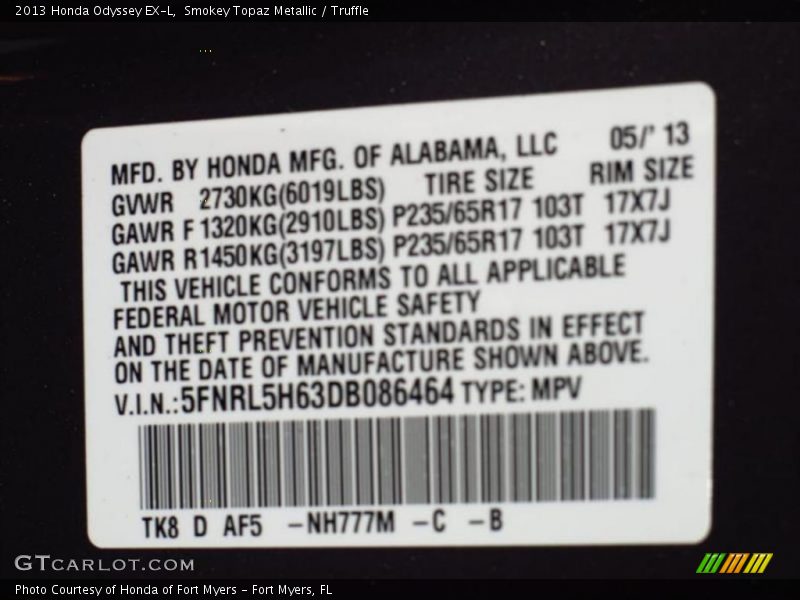 2013 Honda Odyssey EX-L, Smokey Topaz Metallic / Truffle
MFD. BY HONDA MFG. OF ALABAMA, LLC 05/' 13
GVWR 2730KG(6019LBS) TIRE SIZE RIM SIZE
GAWR F 1320KG(2910LBS) P235/65R17 103T 17X7J
GAWR R1450KG(3197LBS) P235/65R17 103T 17X7J
THIS VEHICLE CONFORMS TO ALL APPLICABLE
FEDERAL MOTOR VEHICLE SAFETY
AND THEFT PREVENTION STANDARDS IN EFFECT
ON THE DATE OF MANUFACTURE SHOWN ABOVE.
V.I.N.:5FNRL5H63DB086464 TYPE: MPV
TK8 D AF5 -NH777M -C -B
GTCARLOT.COM
Photo Courtesy of Honda of Fort Myers - Fort Myers, FL